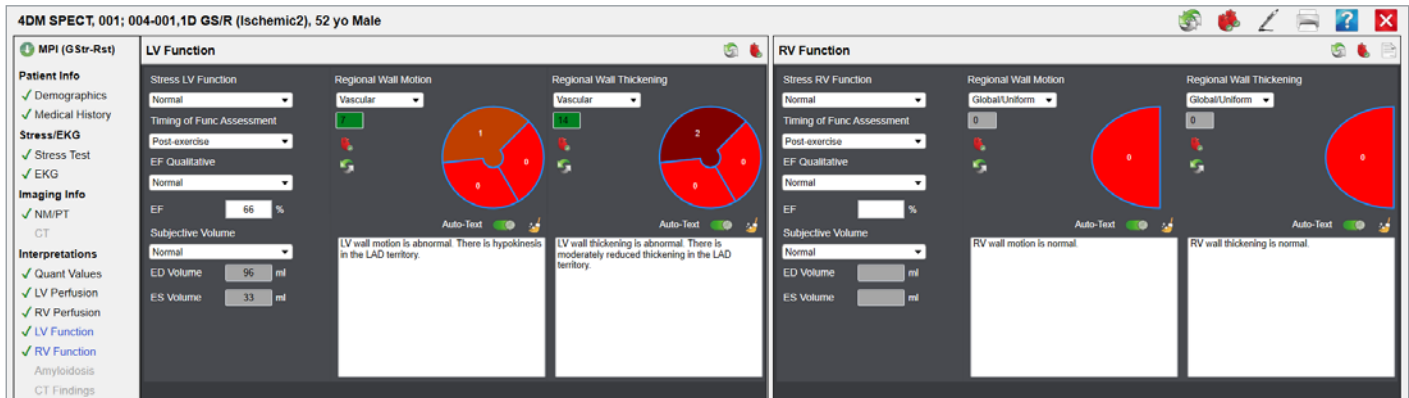 4DM SPECT, 001; 004-001,1D GS/R (Ischemic2), 52 yo Male
MPI (GStr-Rst)
Patient Info
Demographics
Medical History
Stress/EKG
Stress Test
EKG
Imaging Info
NM/PT
CT
Interpretations
Quant Values
LV Perfusion
RV Perfusion
LV Function
RV Function
Amyloidosis
CT Findings
LV Function
Stress LV Function
Normal
Timing of Func Assessment
Post-exercise
EF Qualitative
Normal
EF 66 %
Subjective Volume
Normal
ED Volume 96 ml
ES Volume 33 ml
Regional Wall Motion
Vascular
7
1
0
0
Auto-Text
LV wall motion is abnormal. There is hypokinesis
in the LAD territory.
Regional Wall Thickening
Vascular
14
2
0
0
Auto-Text
LV wall thickening is abnormal. There is
moderately reduced thickening in the LAD
territory.
RV Function
Stress RV Function
Normal
Timing of Func Assessment
Post-exercise
EF Qualitative
Normal
EF %
Subjective Volume
Normal
ED Volume ml
ES Volume ml
Regional Wall Motion
Global/Uniform
0
0
Auto-Text
RV wall motion is normal.
Regional Wall Thickening
Global/Uniform
0
0
Auto-Text
RV wall thickening is normal.